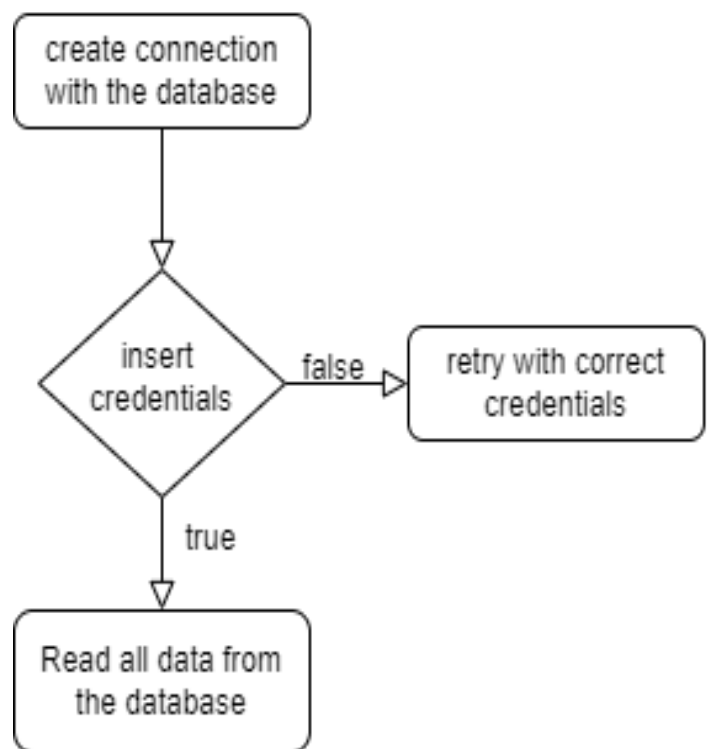 create connection
with the database
insert
credentials
false
retry with correct
credentials
true
Read all data from
the database